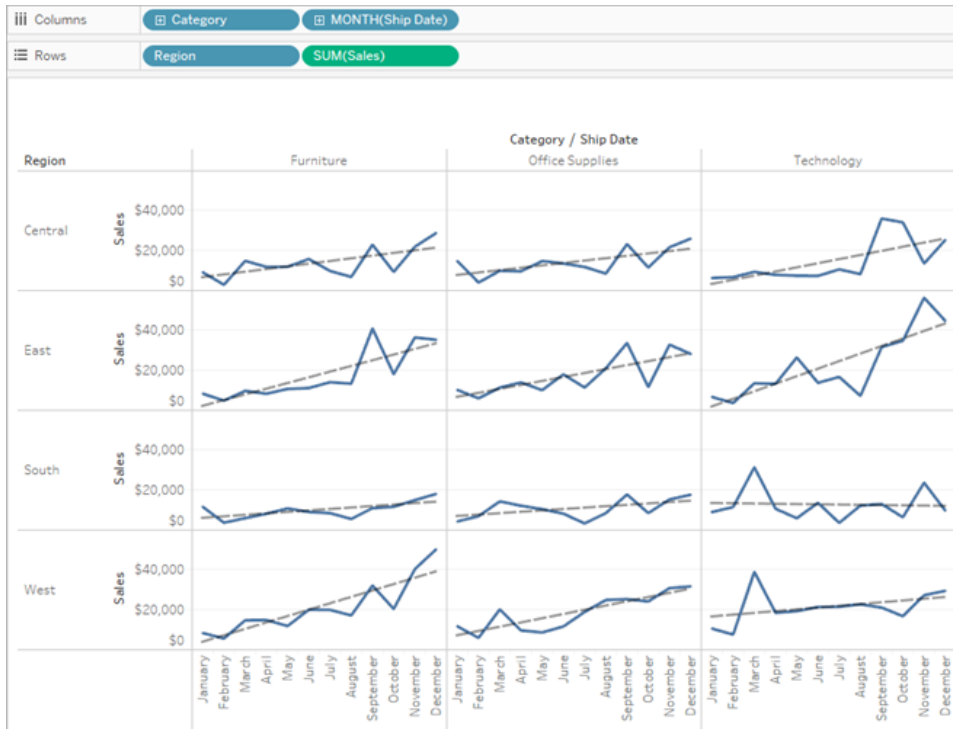 Columns Category MONTH(Ship Date)
Rows Region SUM(Sales)
Category / Ship Date
Region Furniture Office Supplies Technology
Central Sales $40,000
$20,000
$0
East Sales $40,000
$20,000
$0
South Sales $40,000
$20,000
$0
West Sales $40,000
$20,000
$0
January February March April May June July August September October November December January February March April May June July August September October November December January February March April May June July August September October November December